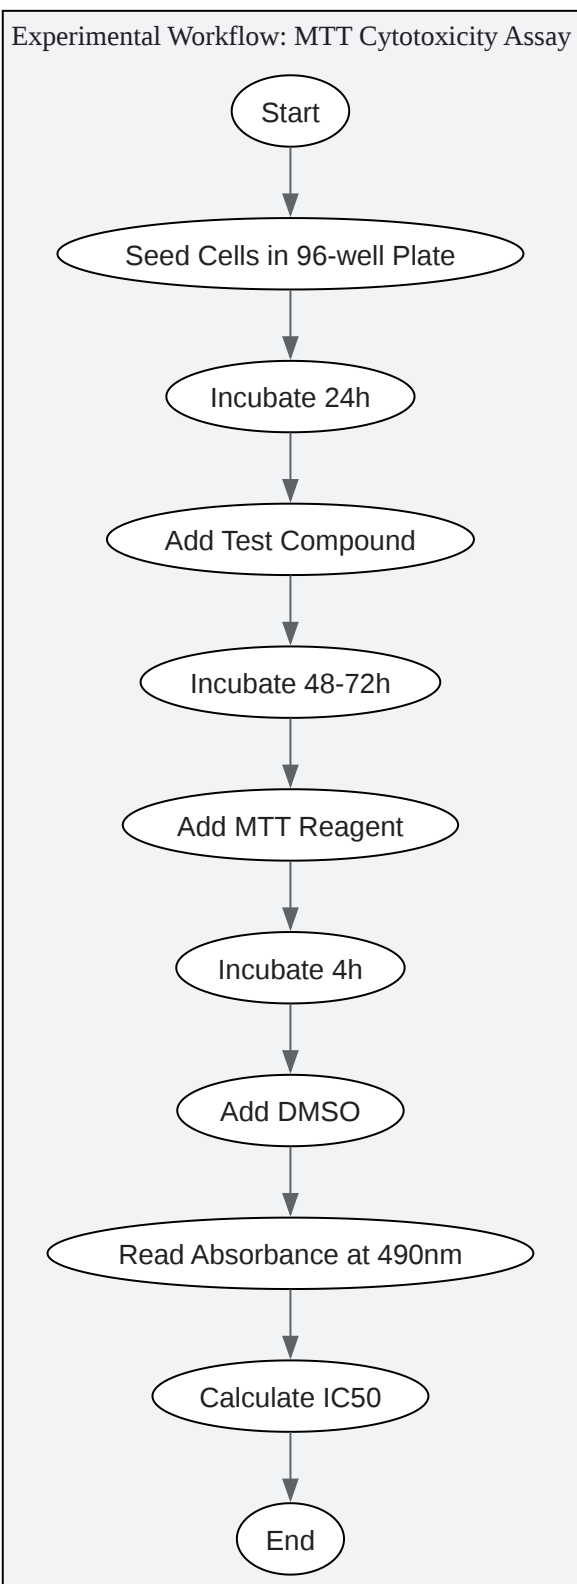 Experimental Workflow: MTT Cytotoxicity Assay
Start
Seed Cells in 96-well Plate
Incubate 24h
Add Test Compound
Incubate 48-72h
Add MTT Reagent
Incubate 4h
Add DMSO
Read Absorbance at 490nm
Calculate IC50
End